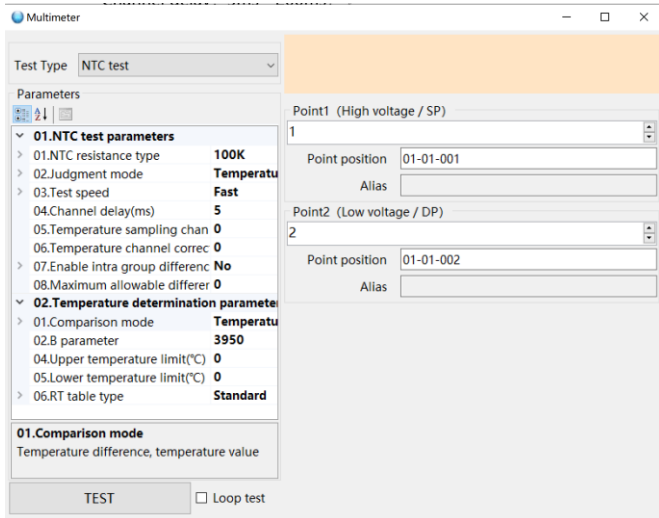 Multimeter
Test Type NTC test
Parameters
01.NTC test parameters
01.NTC resistance type 100K
02.Judgment mode Temperatu
03.Test speed Fast
04.Channel delay(ms) 5
05.Temperature sampling chan 0
06.Temperature channel correc 0
07.Enable intra group differenc No
08.Maximum allowable differer 0
02.Temperature determination parameter
01.Comparison mode Temperatu
02.B parameter 3950
04.Upper temperature limit(℃) 0
05.Lower temperature limit(℃) 0
06.RT table type Standard
01.Comparison mode
Temperature difference, temperature value
TEST Loop test
Point1 (High voltage / SP)
1
Point position 01-01-001
Alias
Point2 (Low voltage / DP)
2
Point position 01-01-002
Alias